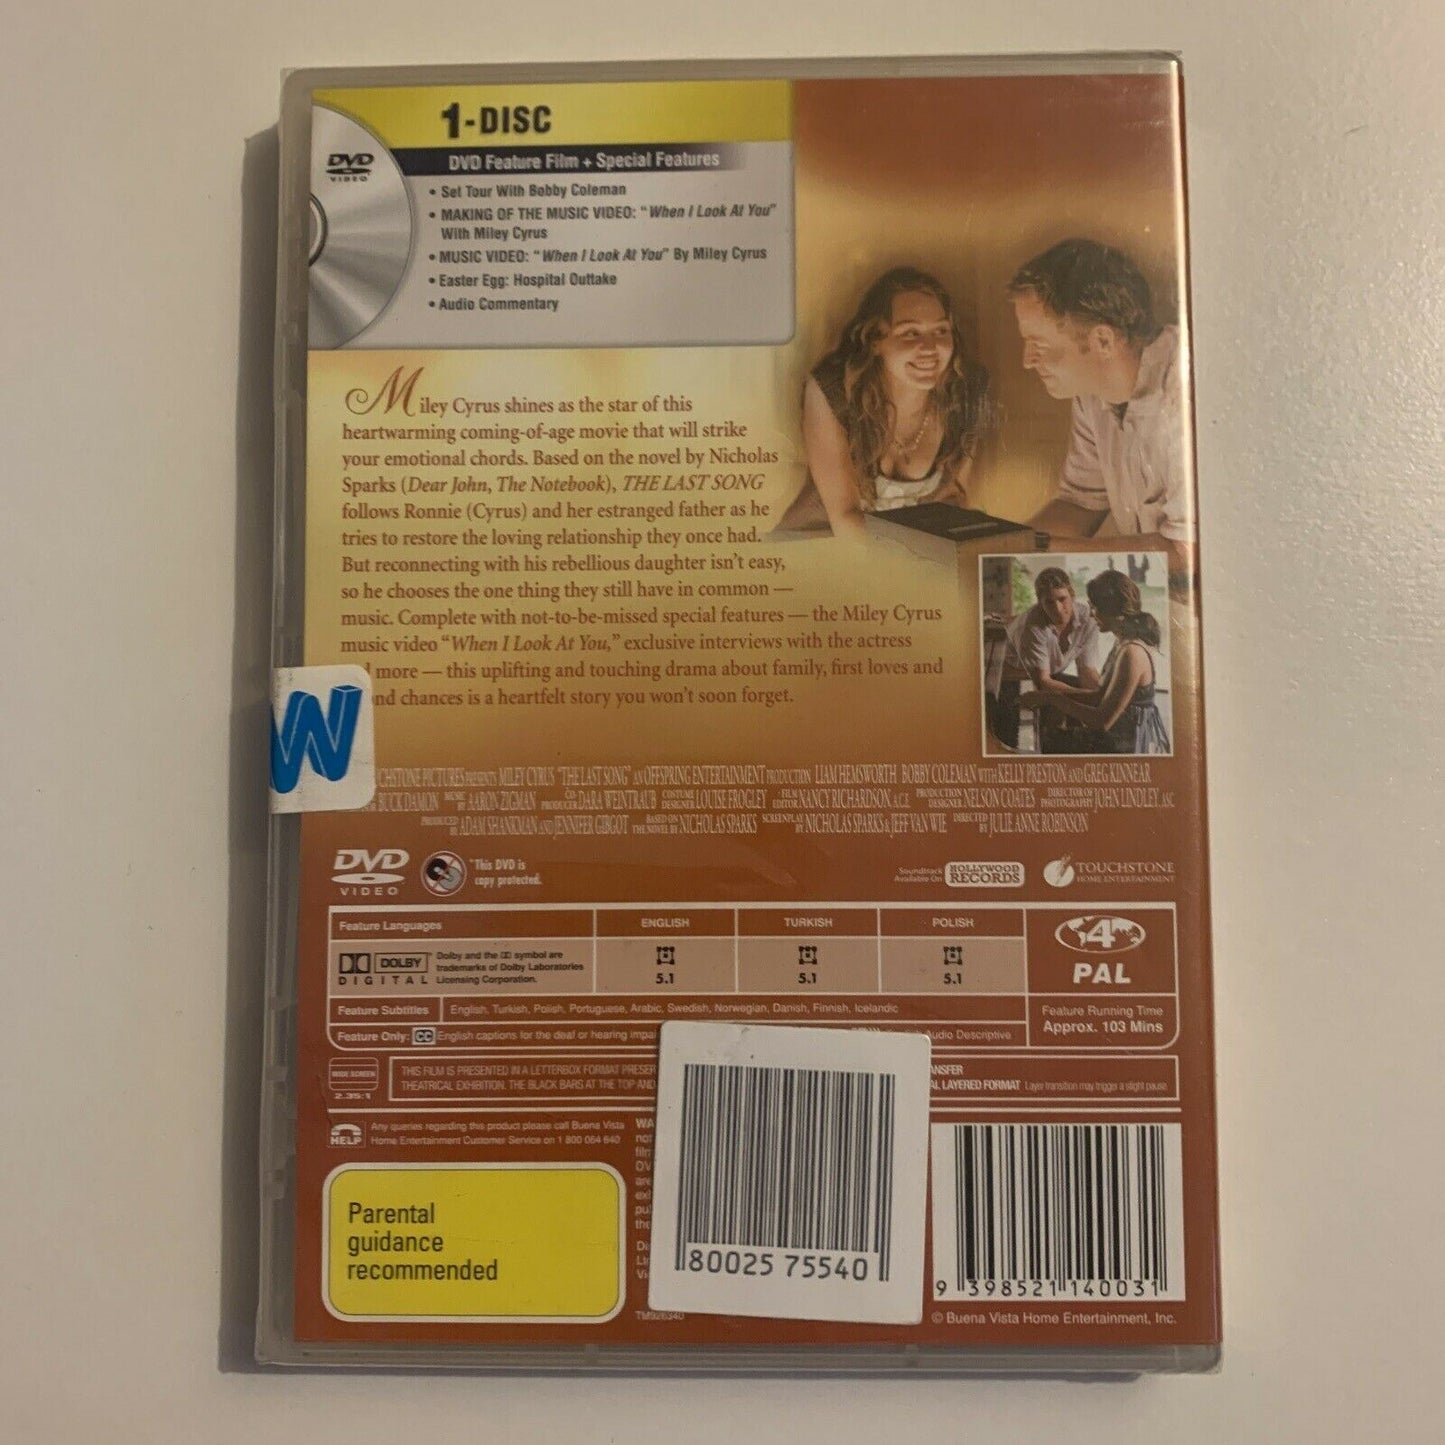 1-DISC
DVD Feature Film + Special Features
DVD
VIDEO
• Set Tour With Bobby Coleman
• MAKING OF THE MUSIC VIDEO: "When I Look At You"
With Miley Cyrus
• MUSIC VIDEO: "When I Look At You" By Miley Cyrus
• Easter Egg: Hospital Outtake
• Audio Commentary
Miley Cyrus shines as the star of this
heartwarming coming-of-age movie that will strike
your emotional chords. Based on the novel by Nicholas
Sparks (Dear John, The Notebook), THE LAST SONG
follows Ronnie (Cyrus) and her estranged father as he
tries to restore the loving relationship they once had.
But reconnecting with his rebellious daughter isn't easy,
so he chooses the one thing they still have in common —
music. Complete with not-to-be-missed special features — the Miley Cyrus
music video "When I Look At You," exclusive interviews with the actress
more — this uplifting and touching drama about family, first loves and
chances is a heartfelt story you won't soon forget.
W
PICTURES PRESENTS MILEY CYRUS "THE LAST SONG" AN OFFSPRING ENTERTAINMENT PRODUCTION LIAM HEMSWORTH BOBBY COLEMAN WITH KELLY PRESTON AND GREG KINNEAR
BUCK DAMON MUSIC BY AARON ZIGMAN CO-PRODUCER DARA WEINTRAUB COSTUME DESIGNER LOUISE FROGLEY FILM EDITOR NANCY RICHARDSON, A.C.E. PRODUCTION DESIGNER NELSON COATES DIRECTOR OF PHOTOGRAPHY JOHN LINDLEY, ASC
PRODUCED BY ADAM SHANKMAN AND JENNIFER GIBGOT BASED ON THE NOVEL BY NICHOLAS SPARKS SCREENPLAY BY NICHOLAS SPARKS & JEFF VAN WIE DIRECTED BY JULIE ANNE ROBINSON
DVD
VIDEO
*This DVD is
copy protected.
Soundtrack
Available On
HOLLYWOOD
RECORDS
TOUCHSTONE
HOME ENTERTAINMENT
Feature Languages ENGLISH TURKISH POLISH
DOLBY
DIGITAL
Dolby and the DD symbol are
trademarks of Dolby Laboratories
Licensing Corporation.
5.1 5.1 5.1
4
PAL
Feature Subtitles English, Turkish, Polish, Portuguese, Arabic, Swedish, Norwegian, Danish, Finnish, Icelandic
Feature Only: CC English captions for the deaf or hearing Audio Descriptive
Feature Running Time
Approx. 103 Mins
WIDE SCREEN
2.35:1
THIS FILM IS PRESENTED IN A LETTERBOX FORMAT
THEATRICAL EXHIBITION. THE BLACK BARS AT THE TOP AND
LAYERED FORMAT Layer transition may trigger a slight pause
HELP
Any queries regarding this product please call Buena Vista
Home Entertainment Customer Service on 1 800 064 640
Parental
guidance
recommended
80025 75540
9 398521 140031
TM926340
© Buena Vista Home Entertainment, Inc.